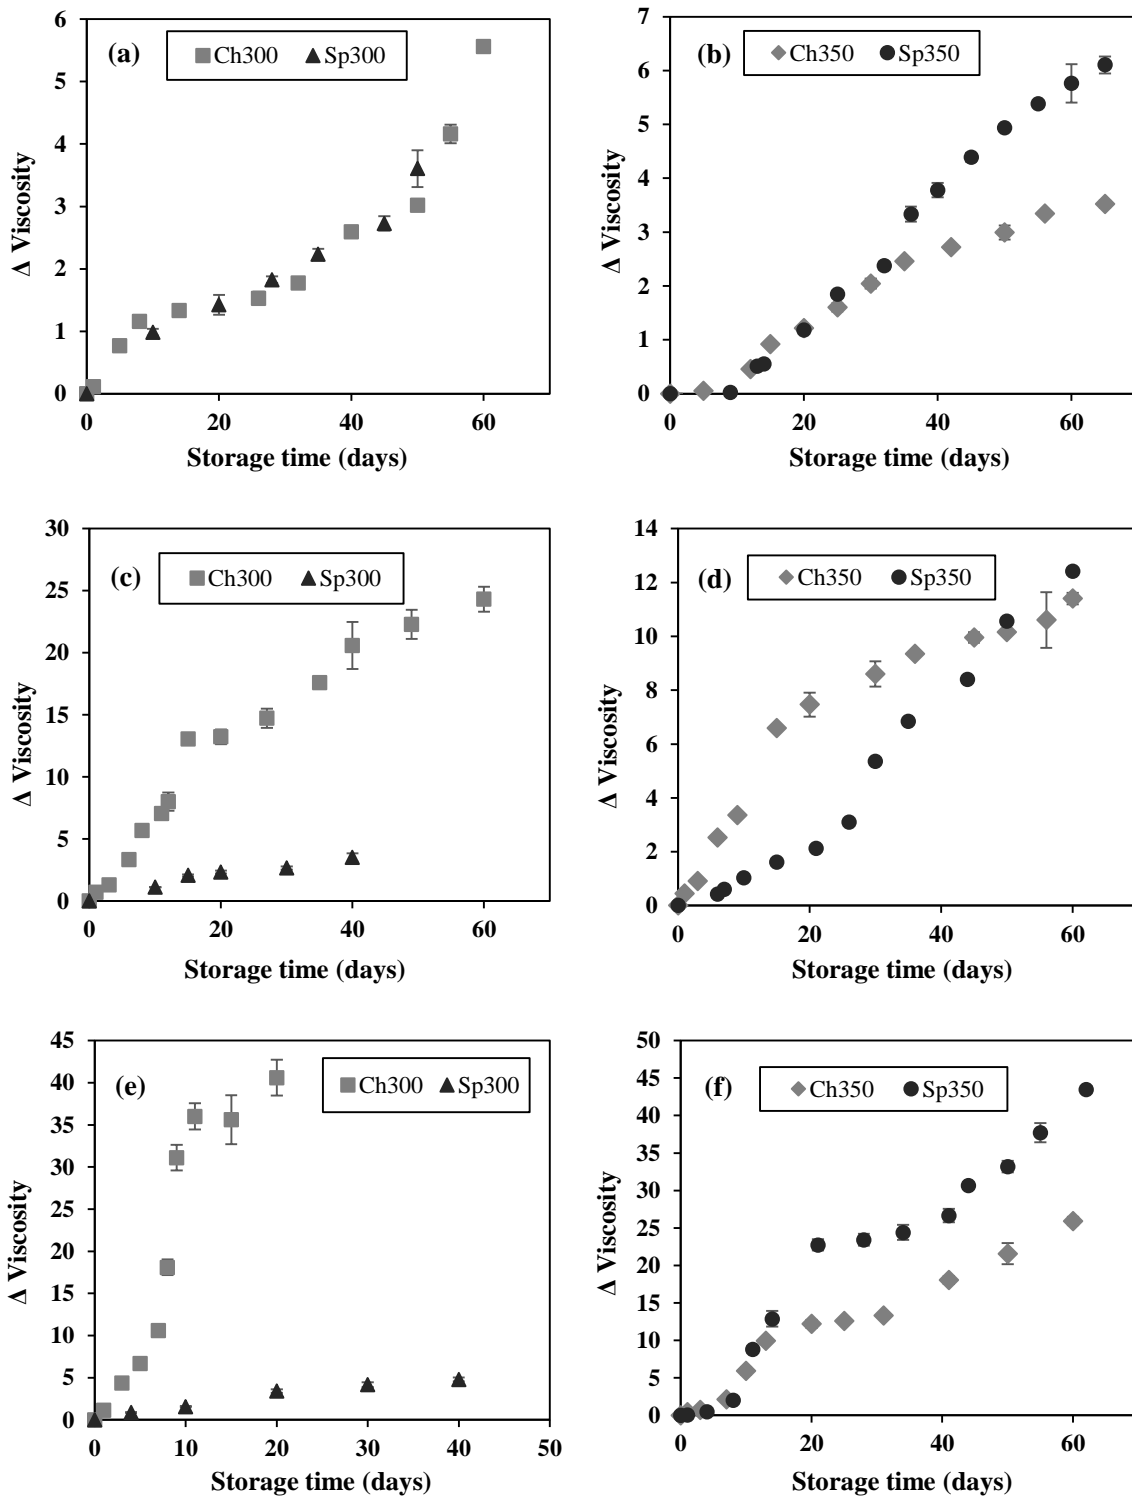 (a)
Ch300 Sp300
6
5
4
3
2
1
0
Δ Viscosity
0 20 40 60
Storage time (days)
(b)
Ch350 Sp350
7
6
5
4
3
2
1
0
Δ Viscosity
0 20 40 60
Storage time (days)
(c)
Ch300 Sp300
30
25
20
15
10
5
0
Δ Viscosity
0 20 40 60
Storage time (days)
(d)
Ch350 Sp350
14
12
10
8
6
4
2
0
Δ Viscosity
0 20 40 60
Storage time (days)
(e)
Ch300 Sp300
45
40
35
30
25
20
15
10
5
0
Δ Viscosity
0 10 20 30 40 50
Storage time (days)
(f)
Ch350 Sp350
50
45
40
35
30
25
20
15
10
5
0
Δ Viscosity
0 20 40 60
Storage time (days)